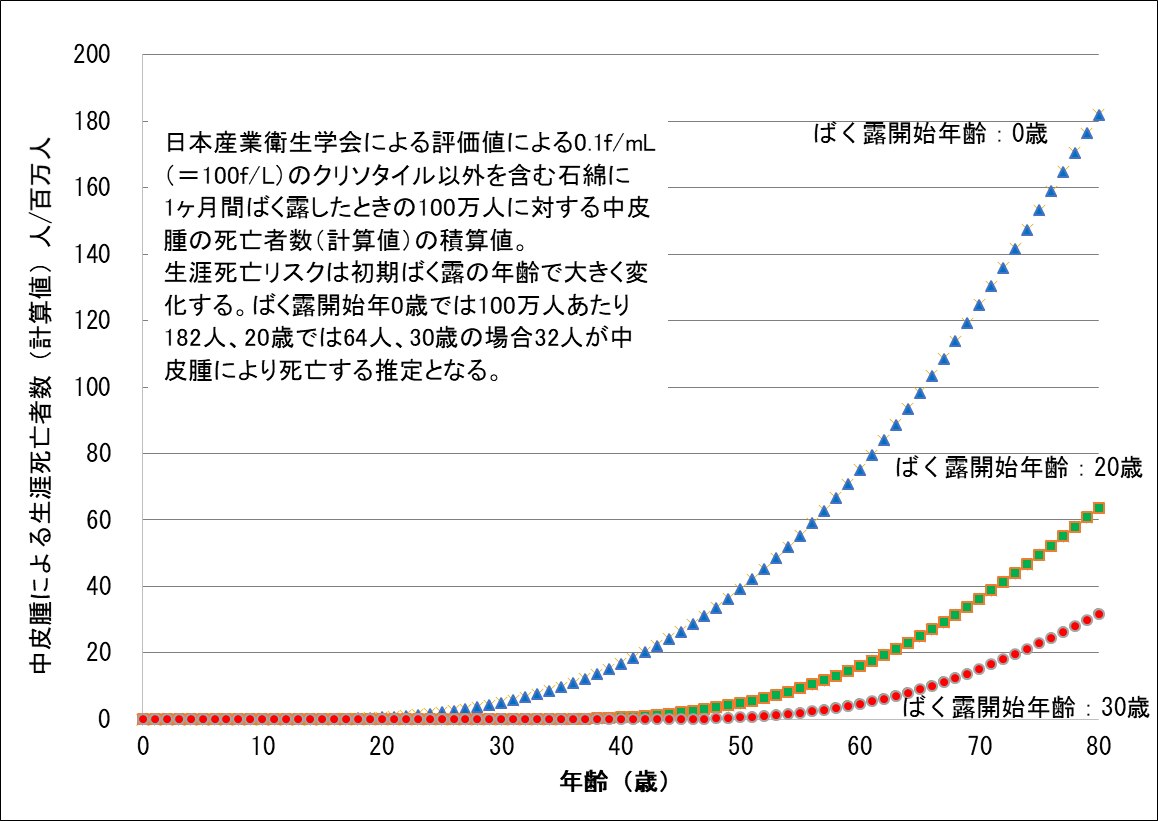 中皮腫による生涯死亡者数（計算値）人/百万人
200
180
160
140
120
100
80
60
40
20
0
日本産業衛生学会による評価値による0.1f/mL
（＝100f/L）のクリソタイル以外を含む石綿に
1ヶ月間ばく露したときの100万人に対する中皮
腫の死亡者数（計算値）の積算値。
生涯死亡リスクは初期ばく露の年齢で大きく変
化する。ばく露開始年0歳では100万人あたり
182人、20歳では64人、30歳の場合32人が中
皮腫により死亡する推定となる。
ばく露開始年齢：0歳
ばく露開始年齢：20歳
ばく露開始年齢：30歳
0 10 20 30 40 50 60 70 80
年齢（歳）